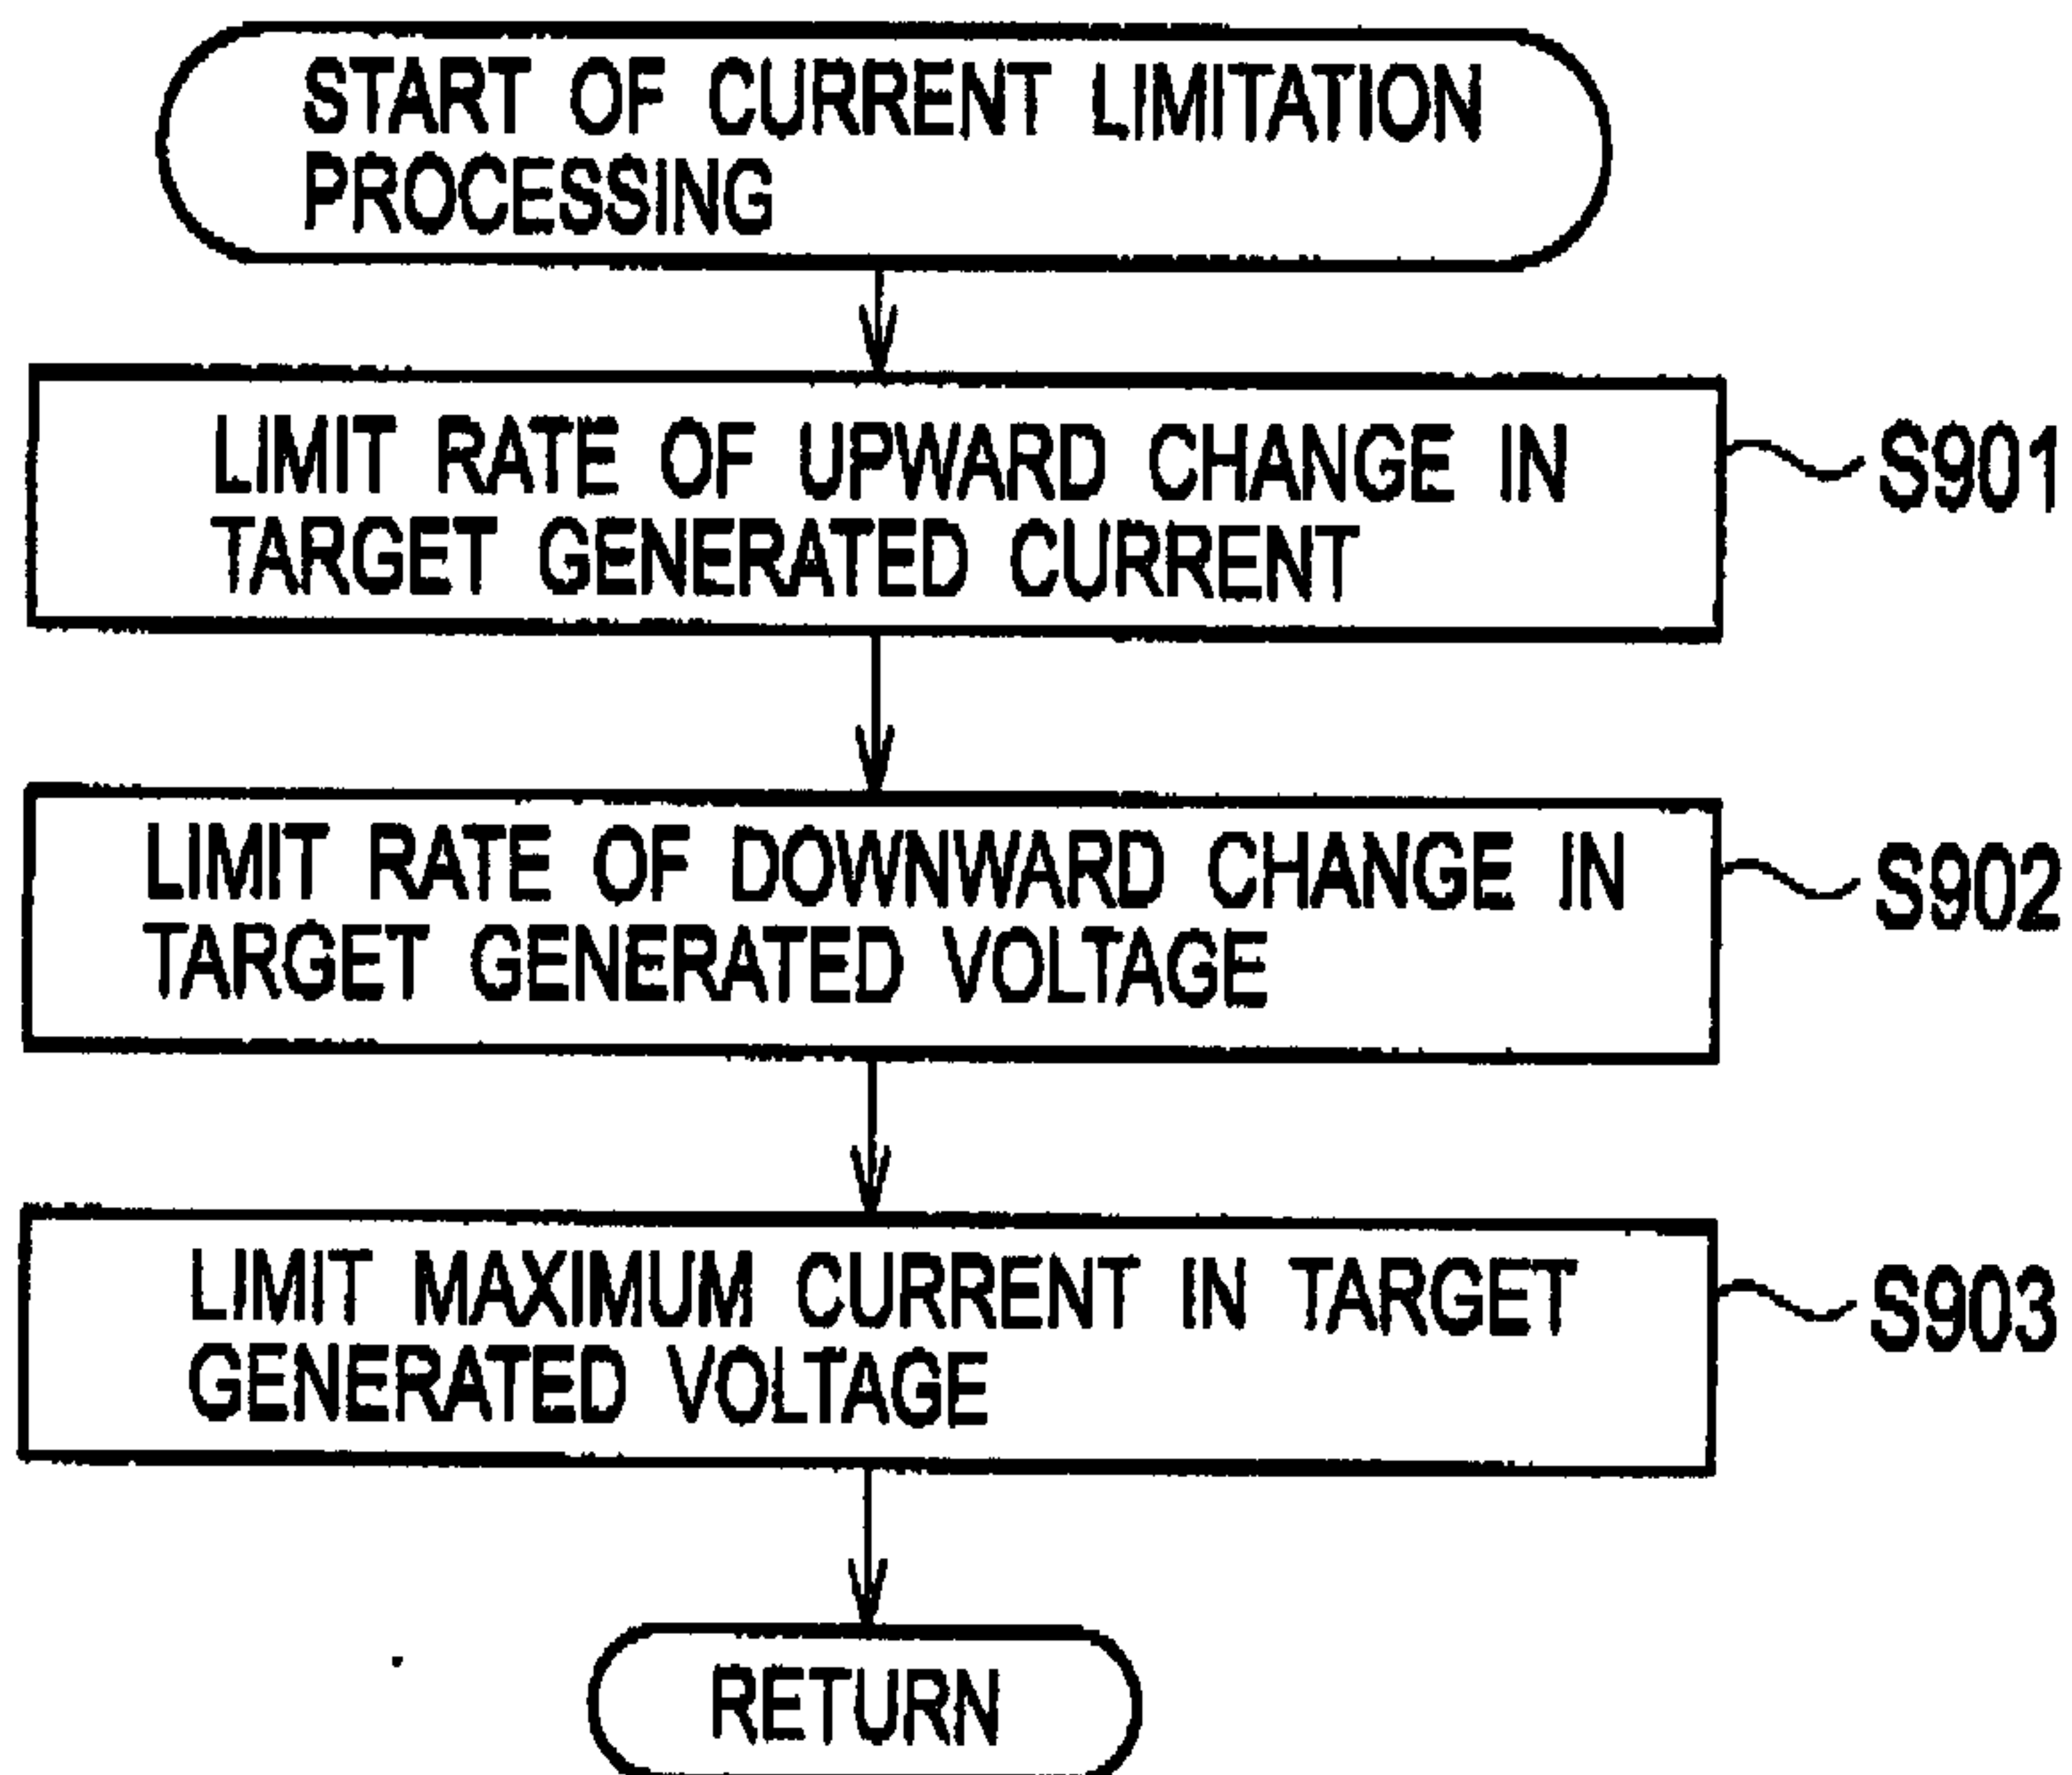 START OF CURRENT LIMITATION
PROCESSING
LIMIT RATE OF UPWARD CHANGE IN
TARGET GENERATED CURRENT
S901
LIMIT RATE OF DOWNWARD CHANGE IN
TARGET GENERATED VOLTAGE
S902
LIMIT MAXIMUM CURRENT IN TARGET
GENERATED VOLTAGE
S903
RETURN